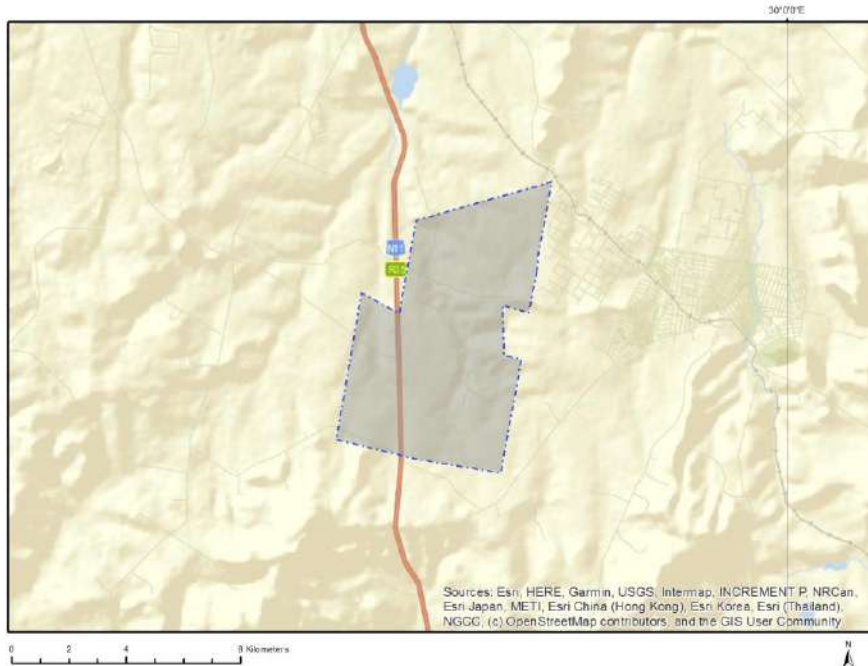 30°0'0"E
N11
Sources: Esri, HERE, Garmin, USGS, Intermap, INCREMENT P, NRCan,
Esri Japan, METI, Esri China (Hong Kong), Esri Korea, Esri (Thailand),
NGCC, (c) OpenStreetMap contributors, and the GIS User Community
0 2 4 8 Kilometers
N